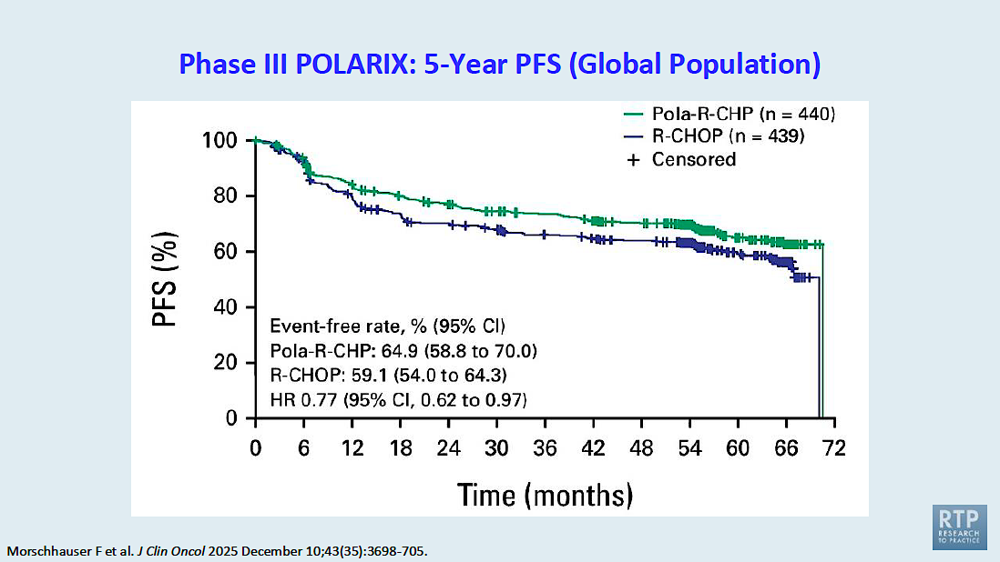 Phase III POLARIX: 5-Year PFS (Global Population)
Pola-R-CHP (n = 440)
R-CHOP (n = 439)
+ Censored
PFS (%)
100
80
60
40
20
0
Event-free rate, % (95% CI)
Pola-R-CHP: 64.9 (58.8 to 70.0)
R-CHOP: 59.1 (54.0 to 64.3)
HR 0.77 (95% CI, 0.62 to 0.97)
0 6 12 18 24 30 36 42 48 54 60 66 72
Time (months)
RTP
RESEARCH
TO PRACTICE
Morschhauser F et al. J Clin Oncol 2025 December 10;43(35):3698-705.